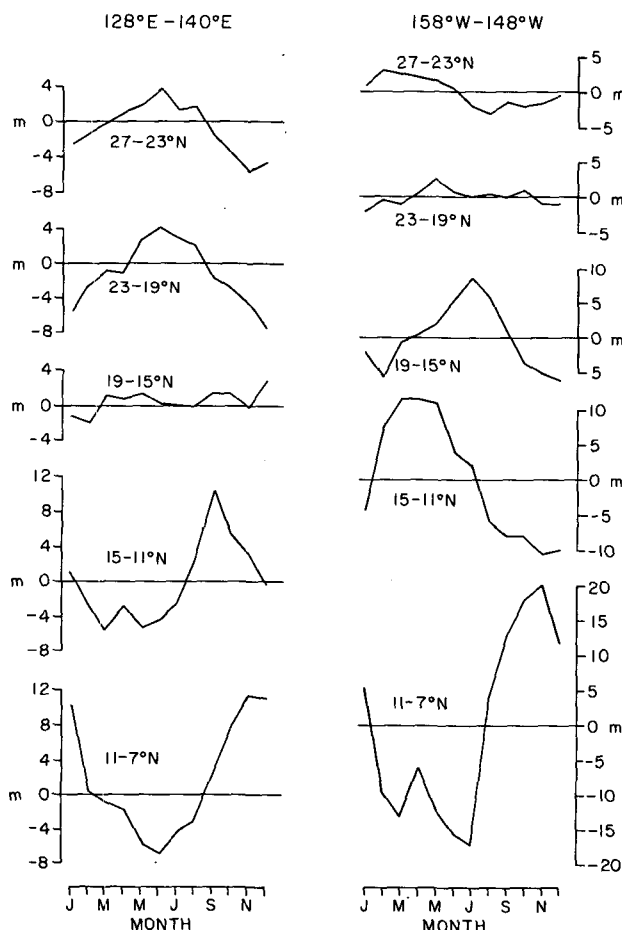 128°E–140°E
4
0
-4
-8
m
27–23°N
4
0
-4
-8
m
23–19°N
4
0
-4
m
19–15°N
12
8
4
0
-4
-8
m
15–11°N
12
8
4
0
-4
-8
m
11–7°N
J M M J S N
MONTH
158°W–148°W
27–23°N
5
0 m
-5
23–19°N
5
0 m
-5
19–15°N
10
5
0 m
5
15–11°N
10
5
0 m
-5
-10
11–7°N
20
15
10
5
0 m
-5
-10
-15
-20
J M M J S N
MONTH